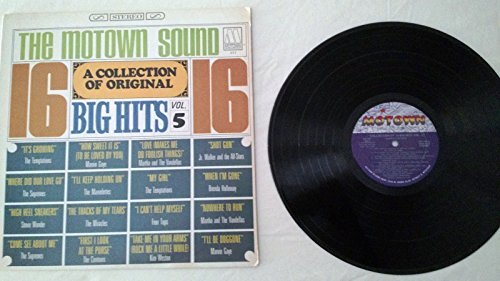 STEREO
THE MOTOWN SOUND
16
A COLLECTION
OF ORIGINAL
16
BIG HITS VOL. 5
"IT'S GROWING"
The Temptations
"HOW SWEET IT IS
(TO BE LOVED BY YOU)
Marvin Gaye
"LOVE MAKES ME
DO FOOLISH THINGS"
Martha and The Vandellas
"SHOT GUN"
Jr. Walker and the All-Stars
"WHERE DID OUR LOVE GO"
The Supremes
"I'LL KEEP HOLDING ON"
The Marvelettes
"MY GIRL"
The Temptations
"WHEN I'M GONE"
Brenda Holloway
"HIGH HEEL SNEAKERS"
Stevie Wonder
"THE TRACKS OF MY TEARS"
The Miracles
"I CAN'T HELP MYSELF"
Four Tops
"NOWHERE TO RUN"
Martha and The Vandellas
"COME SEE ABOUT ME"
The Supremes
"FIRST I LOOK
AT THE PURSE"
The Contours
"TAKE ME IN YOUR ARMS
(ROCK ME A LITTLE WHILE)
Kim Weston
"I'LL BE DOGGONE"
Marvin Gaye
MOTOWN